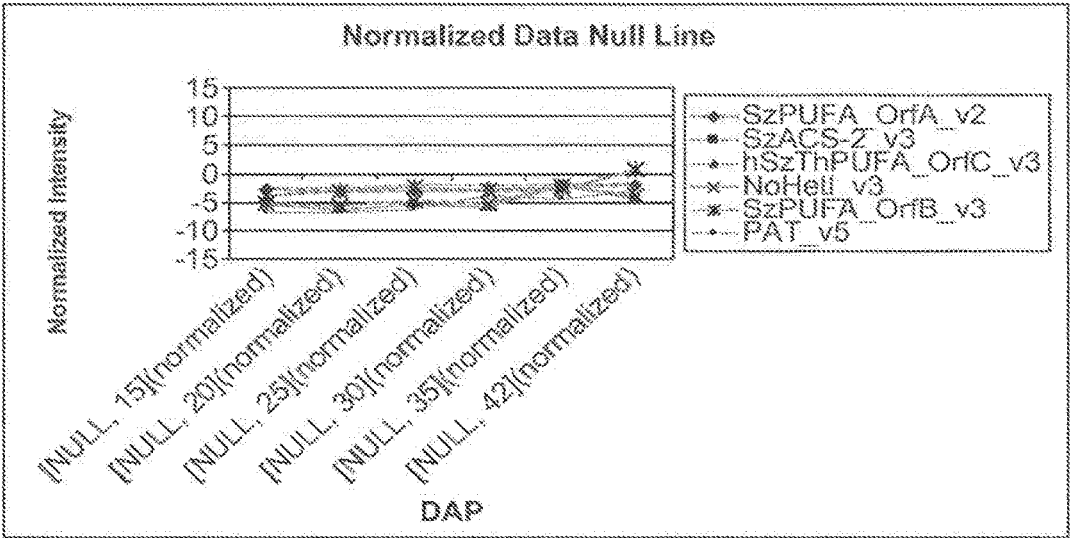 Normalized Data Null Line
Normalized Intensity
15
10
5
0
-5
-10
-15
[NULL, 15](normalized)
[NULL, 20](normalized)
[NULL, 25](normalized)
[NULL, 30](normalized)
[NULL, 35](normalized)
[NULL, 42](normalized)
DAP
SzPUFA_OrfA_v2
SzACS-2_v3
hSzThPUFA_OrfC_v3
NoHetI_v3
SzPUFA_OrfB_v3
PAT_v5